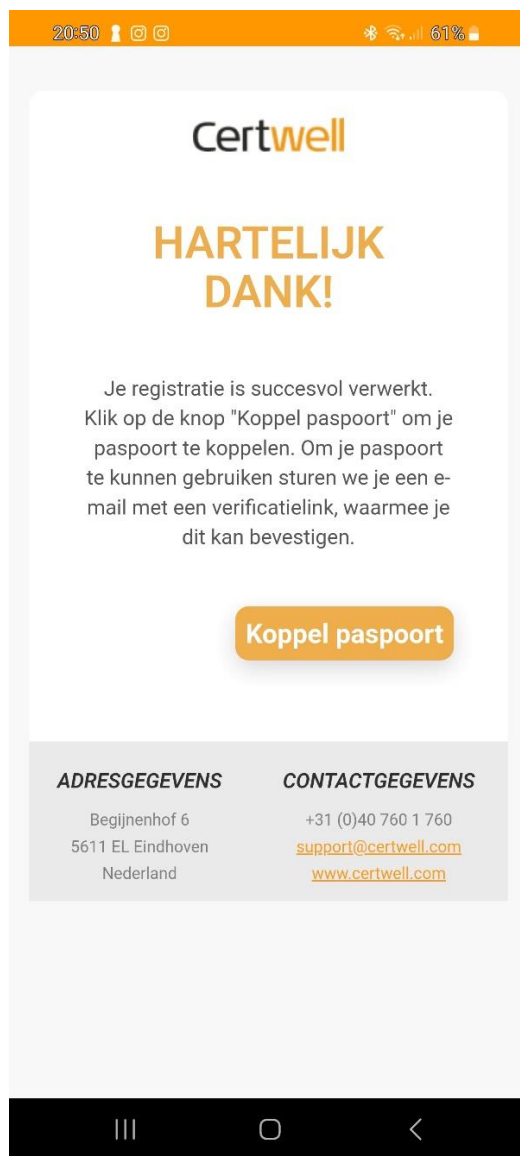 20:50 61%
Certwell
HARTELIJK
DANK!
Je registratie is succesvol verwerkt.
Klik op de knop "Koppel paspoort" om je
paspoort te koppelen. Om je paspoort
te kunnen gebruiken sturen we je een e-
mail met een verificatielink, waarmee je
dit kan bevestigen.
Koppel paspoort
ADRESGEGEVENS
Begijnenhof 6
5611 EL Eindhoven
Nederland
CONTACTGEGEVENS
+31 (0)40 760 1 760
support@certwell.com
www.certwell.com